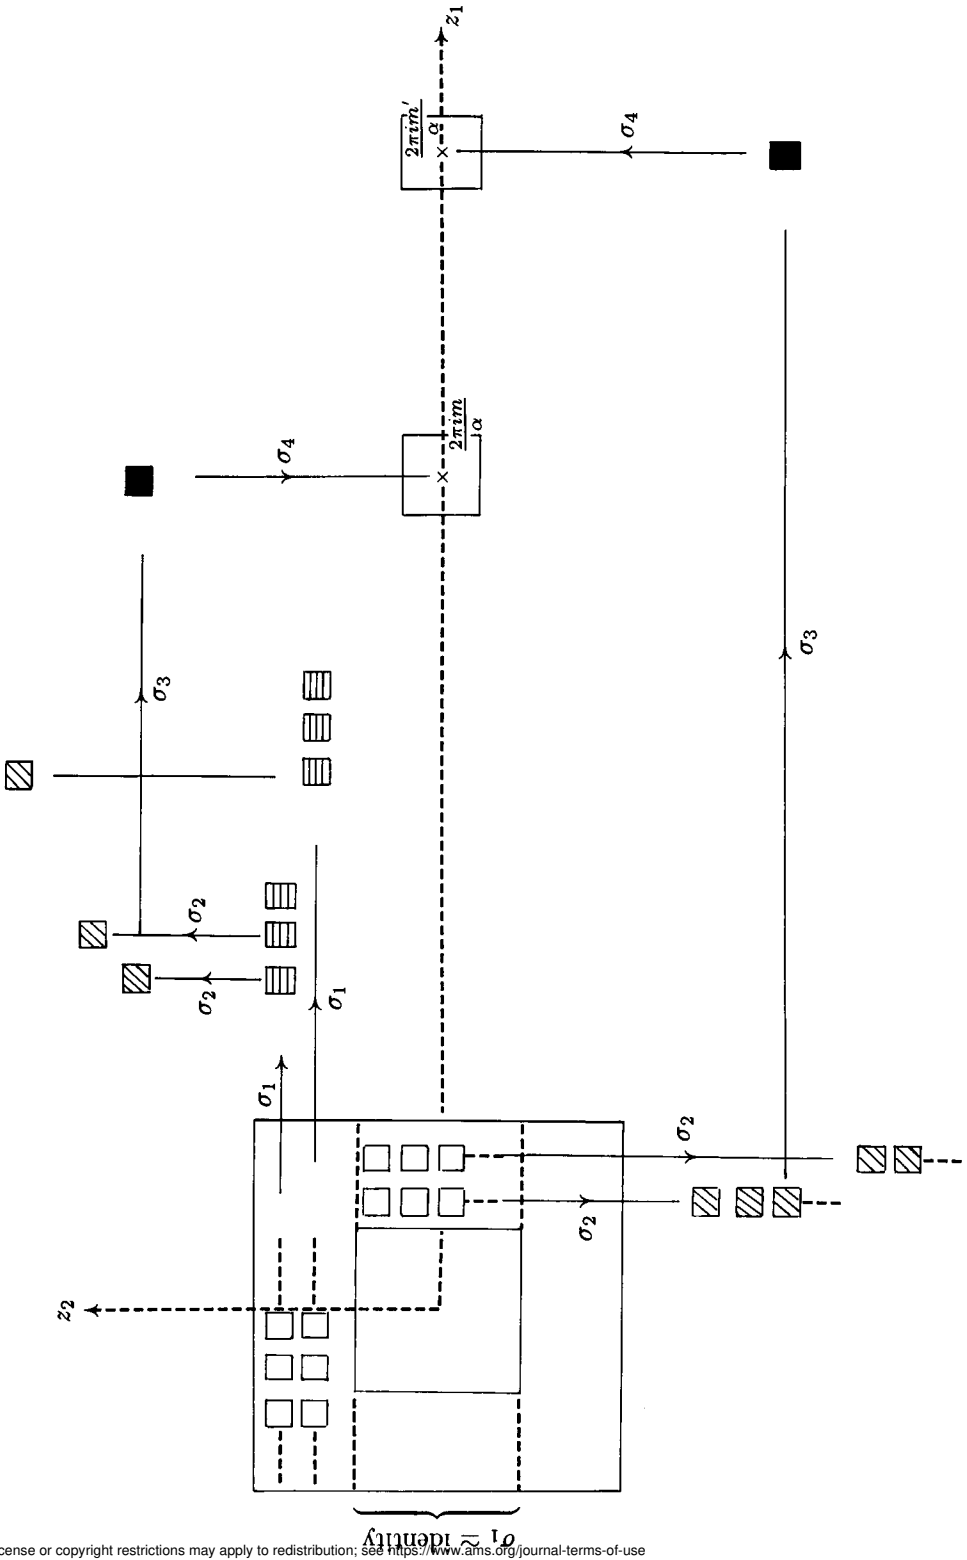 z₁
2πim'
α
σ₄
2πim
α
σ₄
σ₃
σ₃
σ₂
σ₂
σ₁
σ₁
σ₂
σ₂
z₂
σ₁ ≃ identity
cense or copyright restrictions may apply to redistribution; see https://www.ams.org/journal-terms-of-use